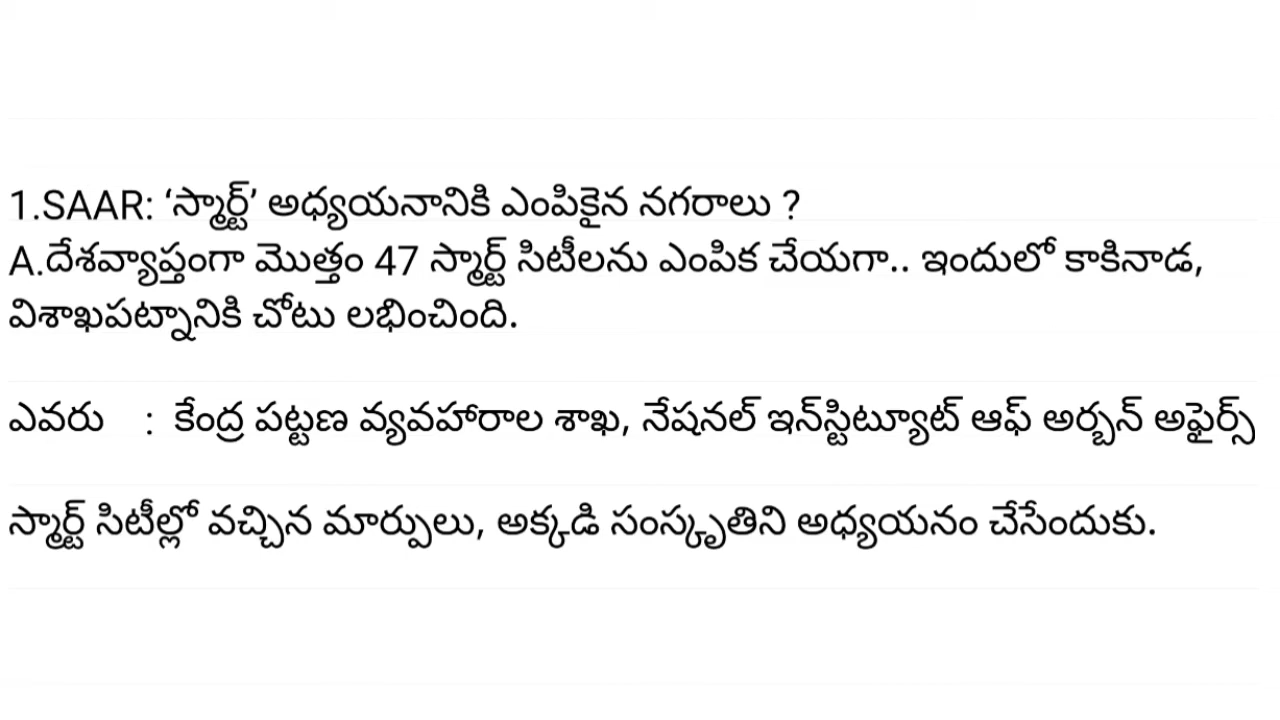 1.SAAR: ‘స్మార్ట్’ అధ్యయనానికి ఎంపికైన నగరాలు ?
A.దేశవ్యాప్తంగా మొత్తం 47 స్మార్ట్ సిటీలను ఎంపిక చేయగా.. ఇందులో కాకినాడ,
విశాఖపట్నానికి చోటు లభించింది.
ఎవరు : కేంద్ర పట్టణ వ్యవహారాల శాఖ, నేషనల్ ఇన్‌స్టిట్యూట్ ఆఫ్ అర్బన్ అఫైర్స్
స్మార్ట్ సిటీల్లో వచ్చిన మార్పులు, అక్కడి సంస్కృతిని అధ్యయనం చేసేందుకు.